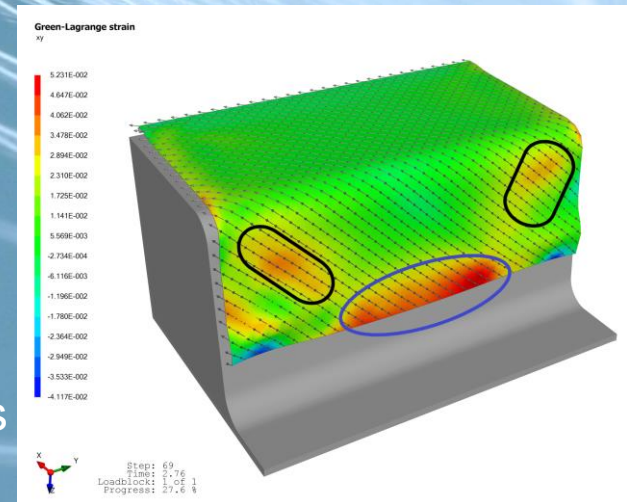 Green-Lagrange strain
xy
5.231E-002
4.647E-002
4.062E-002
3.478E-002
2.894E-002
2.310E-002
1.725E-002
1.141E-002
5.569E-003
-2.734E-004
-6.116E-003
-1.196E-002
-1.780E-002
-2.364E-002
-2.949E-002
-3.533E-002
-4.117E-002
s
X
Y
Step: 69
Time: 2.76
Loadblock: 1 of 1
Progress: 27.6 %